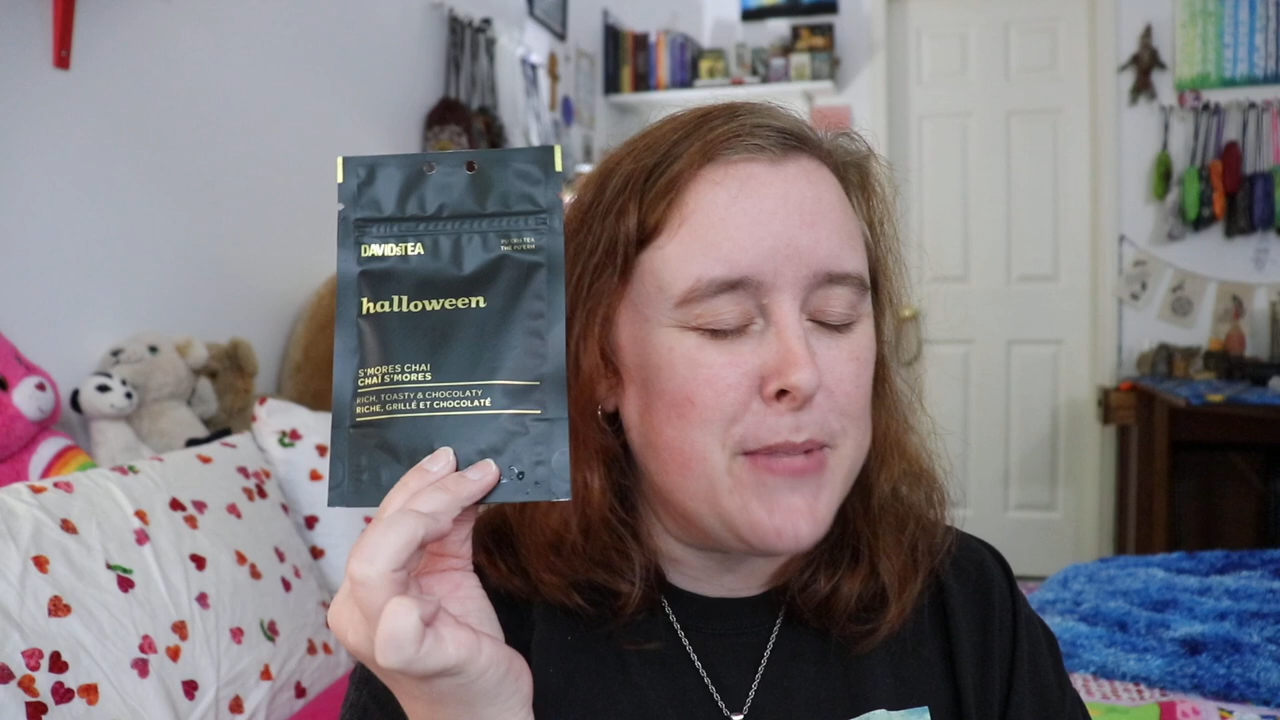 DAVIDsTEA
PU'ERH TEA
THÉ PU'ERH
halloween
S'MORES CHAI
CHAÏ S'MORES
RICH, TOASTY & CHOCOLATY
RICHE, GRILLÉ ET CHOCOLATÉ